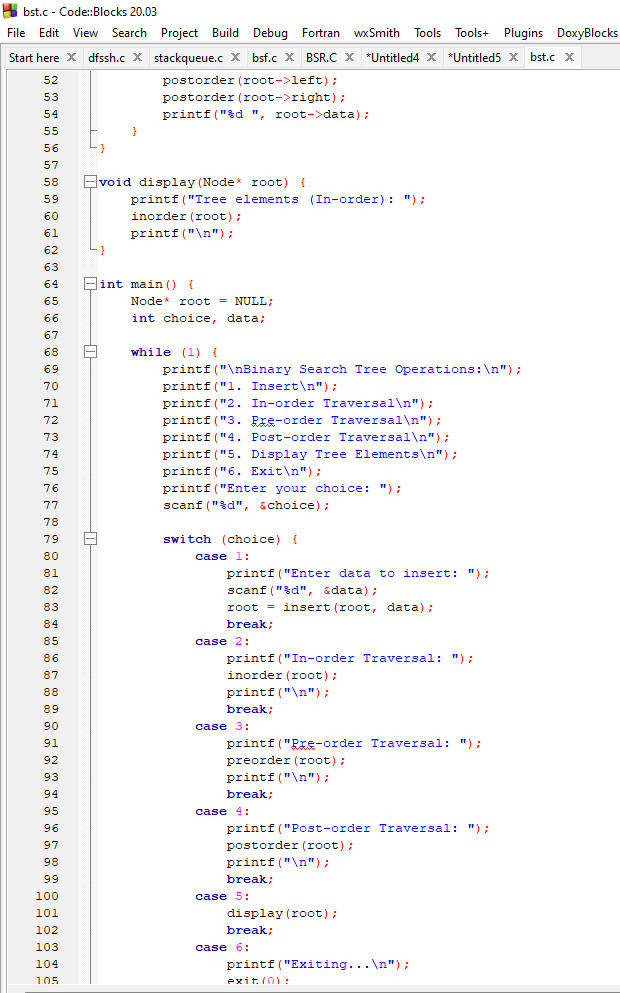 bst.c - Code::Blocks 20.03
File Edit View Search Project Build Debug Fortran wxSmith Tools Tools+ Plugins DoxyBlocks
Start here dfssh.c stackqueue.c bsf.c BSR.C *Untitled4 *Untitled5 bst.c
52 postorder(root->left);
53 postorder(root->right);
54 printf("%d ", root->data);
55 }
56 }
57
58 void display(Node* root) {
59 printf("Tree elements (In-order): ");
60 inorder(root);
61 printf("\n");
62 }
63
64 int main() {
65 Node* root = NULL;
66 int choice, data;
67
68 while (1) {
69 printf("\nBinary Search Tree Operations:\n");
70 printf("1. Insert\n");
71 printf("2. In-order Traversal\n");
72 printf("3. Pre-order Traversal\n");
73 printf("4. Post-order Traversal\n");
74 printf("5. Display Tree Elements\n");
75 printf("6. Exit\n");
76 printf("Enter your choice: ");
77 scanf("%d", &choice);
78
79 switch (choice) {
80 case 1:
81 printf("Enter data to insert: ");
82 scanf("%d", &data);
83 root = insert(root, data);
84 break;
85 case 2:
86 printf("In-order Traversal: ");
87 inorder(root);
88 printf("\n");
89 break;
90 case 3:
91 printf("Pre-order Traversal: ");
92 preorder(root);
93 printf("\n");
94 break;
95 case 4:
96 printf("Post-order Traversal: ");
97 postorder(root);
98 printf("\n");
99 break;
100 case 5:
101 display(root);
102 break;
103 case 6:
104 printf("Exiting...\n");
105 exit(0);